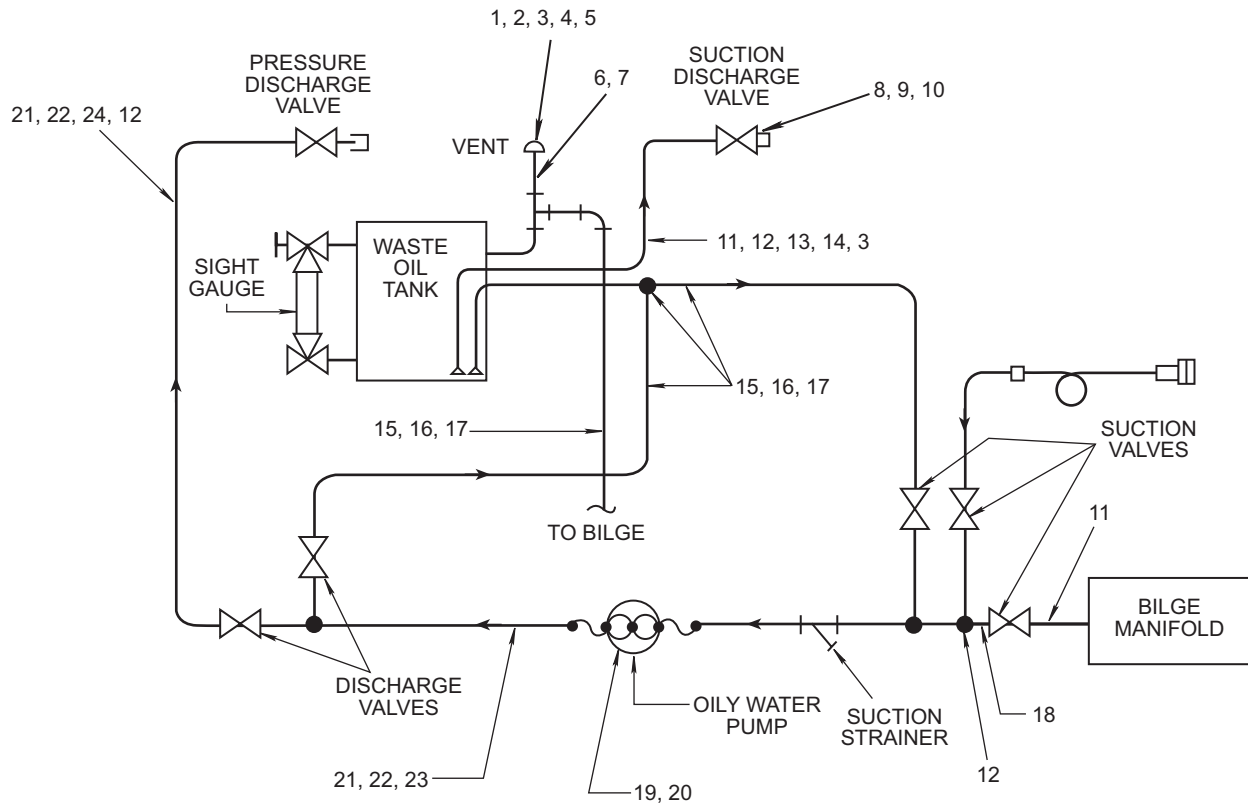 1, 2, 3, 4, 5
PRESSURE
DISCHARGE
VALVE
SUCTION
DISCHARGE
VALVE
6, 7
8, 9, 10
21, 22, 24, 12
VENT
WASTE
OIL
TANK
11, 12, 13, 14, 3
SIGHT
GAUGE
15, 16, 17
15, 16, 17
SUCTION
VALVES
TO BILGE
11
BILGE
MANIFOLD
DISCHARGE
VALVES
OILY WATER
PUMP
SUCTION
STRAINER
18
21, 22, 23
19, 20
12